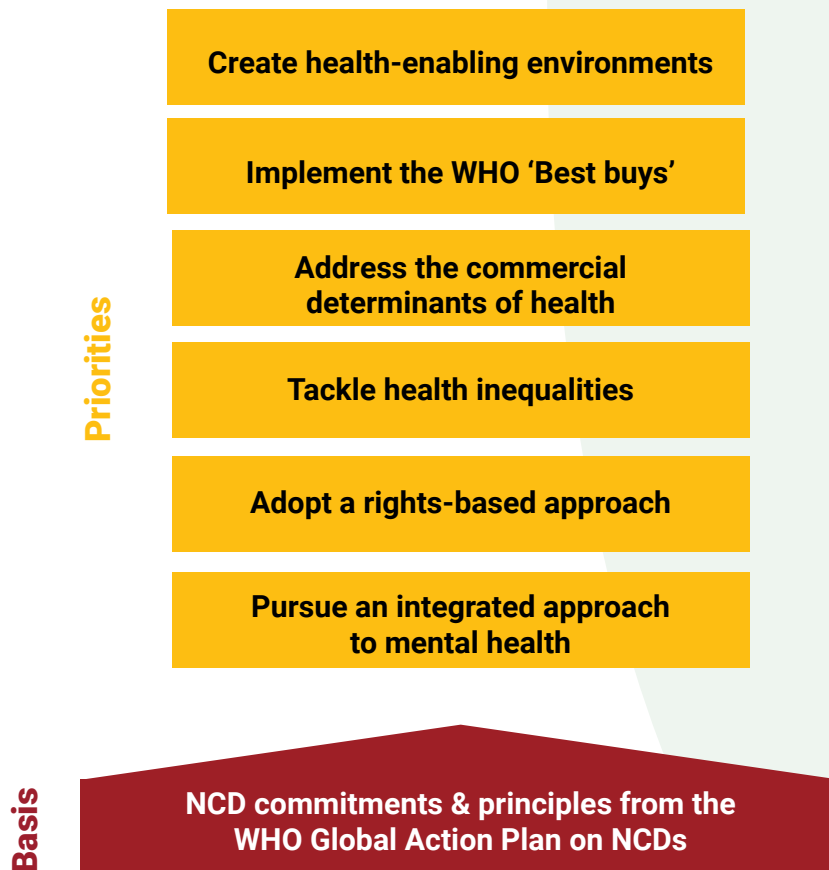 Create health-enabling environments
Implement the WHO ‘Best buys’
Address the commercial
determinants of health
Priorities
Tackle health inequalities
Adopt a rights-based approach
Pursue an integrated approach
to mental health
Basis
NCD commitments & principles from the
WHO Global Action Plan on NCDs